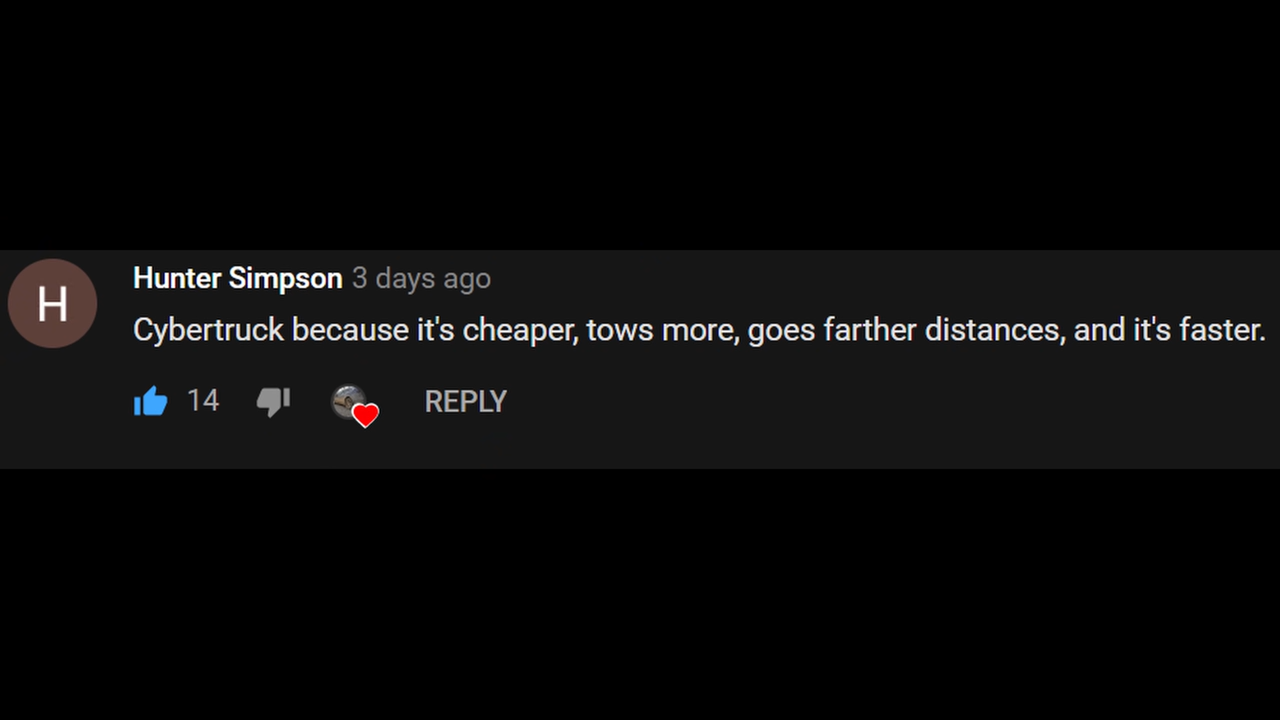 H
Hunter Simpson 3 days ago
Cybertruck because it's cheaper, tows more, goes farther distances, and it's faster.
14 REPLY